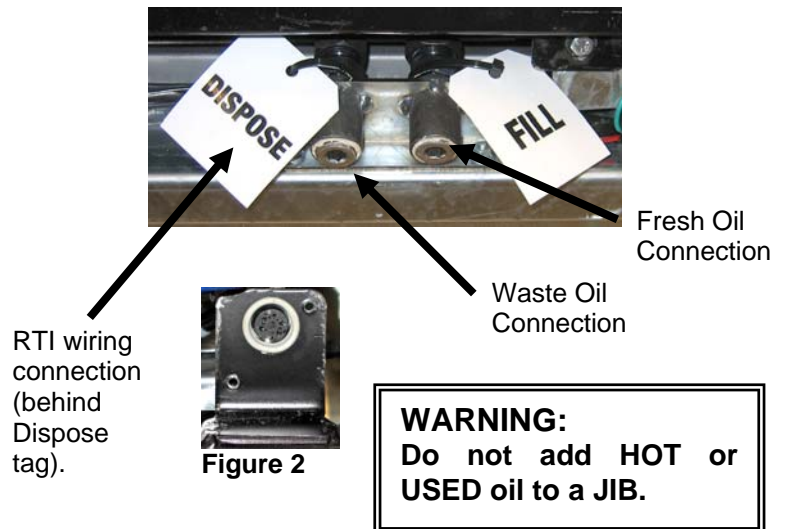 DISPOSE
FILL
Fresh Oil
Connection
Waste Oil
Connection
RTI wiring
connection
(behind
Dispose
tag).
Figure 2
WARNING:
Do not add HOT or
USED oil to a JIB.